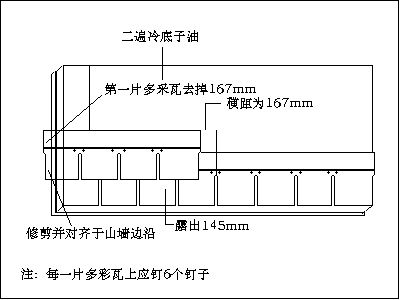 二遍冷底子油
第一片多采瓦去掉167mm
横距为167mm
露出145mm
修剪并对齐于山墙边沿
注: 每一片多彩瓦上应钉6个钉子